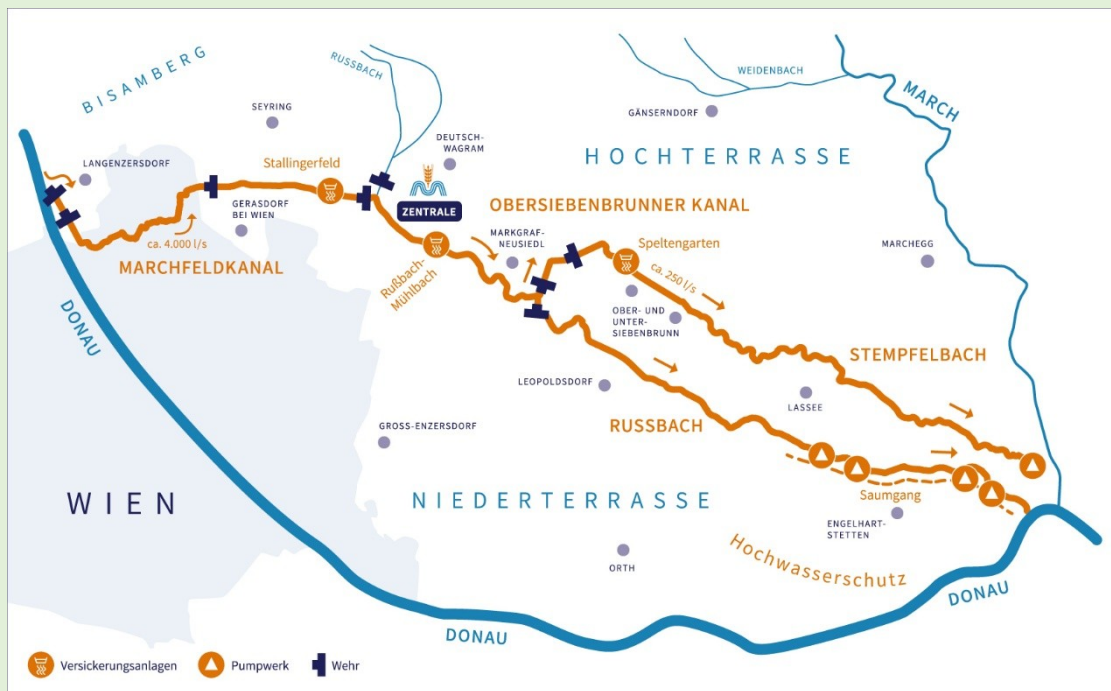 BISAMBERG
RUSSBACH
WEIDENBACH
MARCH
SEYRING
GÄNSERNDORF
LANGENZERSDORF
DEUTSCH-
WAGRAM
Stallingerfeld
HOCHTERRASSE
GERASDORF
BEI WIEN
ZENTRALE
OBERSIEBENBRUNNER KANAL
ca. 4.000 l/s
MARCHFELDKANAL
MARKGRAF-
NEUSIEDL
Speltengarten
MARCHEGG
Rußbach-
Mühlbach
ca. 250 l/s
DONAU
OBER- UND
UNTER-
SIEBENBRUNN
STEMPFELBACH
LEOPOLDSDORF
LASSEE
RUSSBACH
GROSS-ENZERSDORF
WIEN
NIEDERTERRASSE
Saumgang
ENGELHART-
STETTEN
ORTH
Hochwasserschutz
DONAU
DONAU
Versickerungsanlagen
Pumpwerk
Wehr